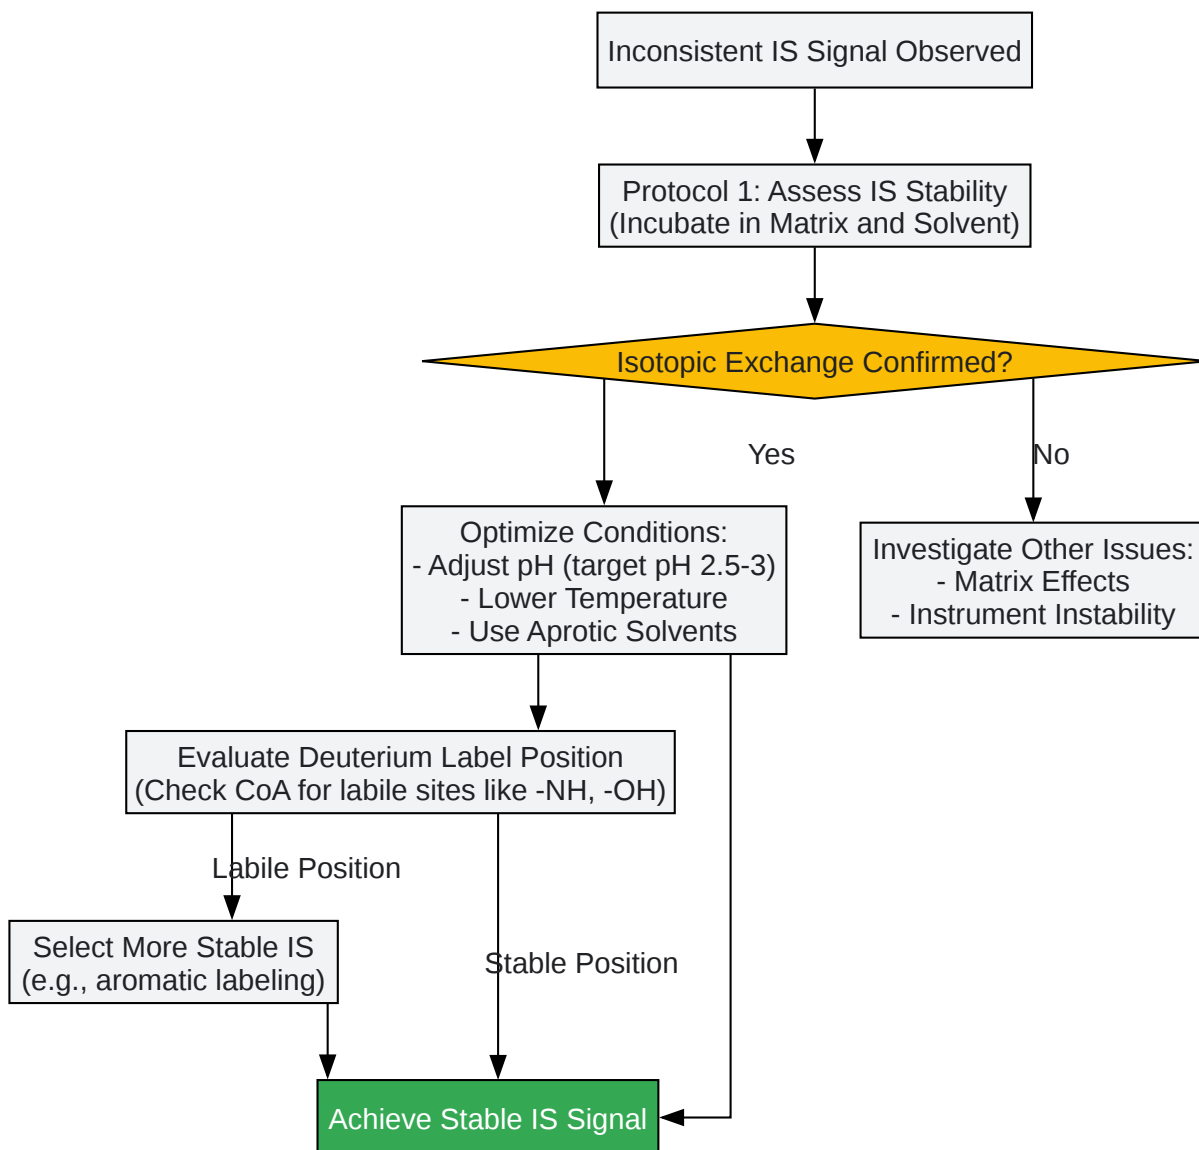 Inconsistent IS Signal Observed
Protocol 1: Assess IS Stability
(Incubate in Matrix and Solvent)
Isotopic Exchange Confirmed?
Yes
No
Optimize Conditions:
- Adjust pH (target pH 2.5-3)
- Lower Temperature
- Use Aprotic Solvents
Investigate Other Issues:
- Matrix Effects
- Instrument Instability
Evaluate Deuterium Label Position
(Check CoA for labile sites like -NH, -OH)
Labile Position
Select More Stable IS
(e.g., aromatic labeling)
Stable Position
Achieve Stable IS Signal